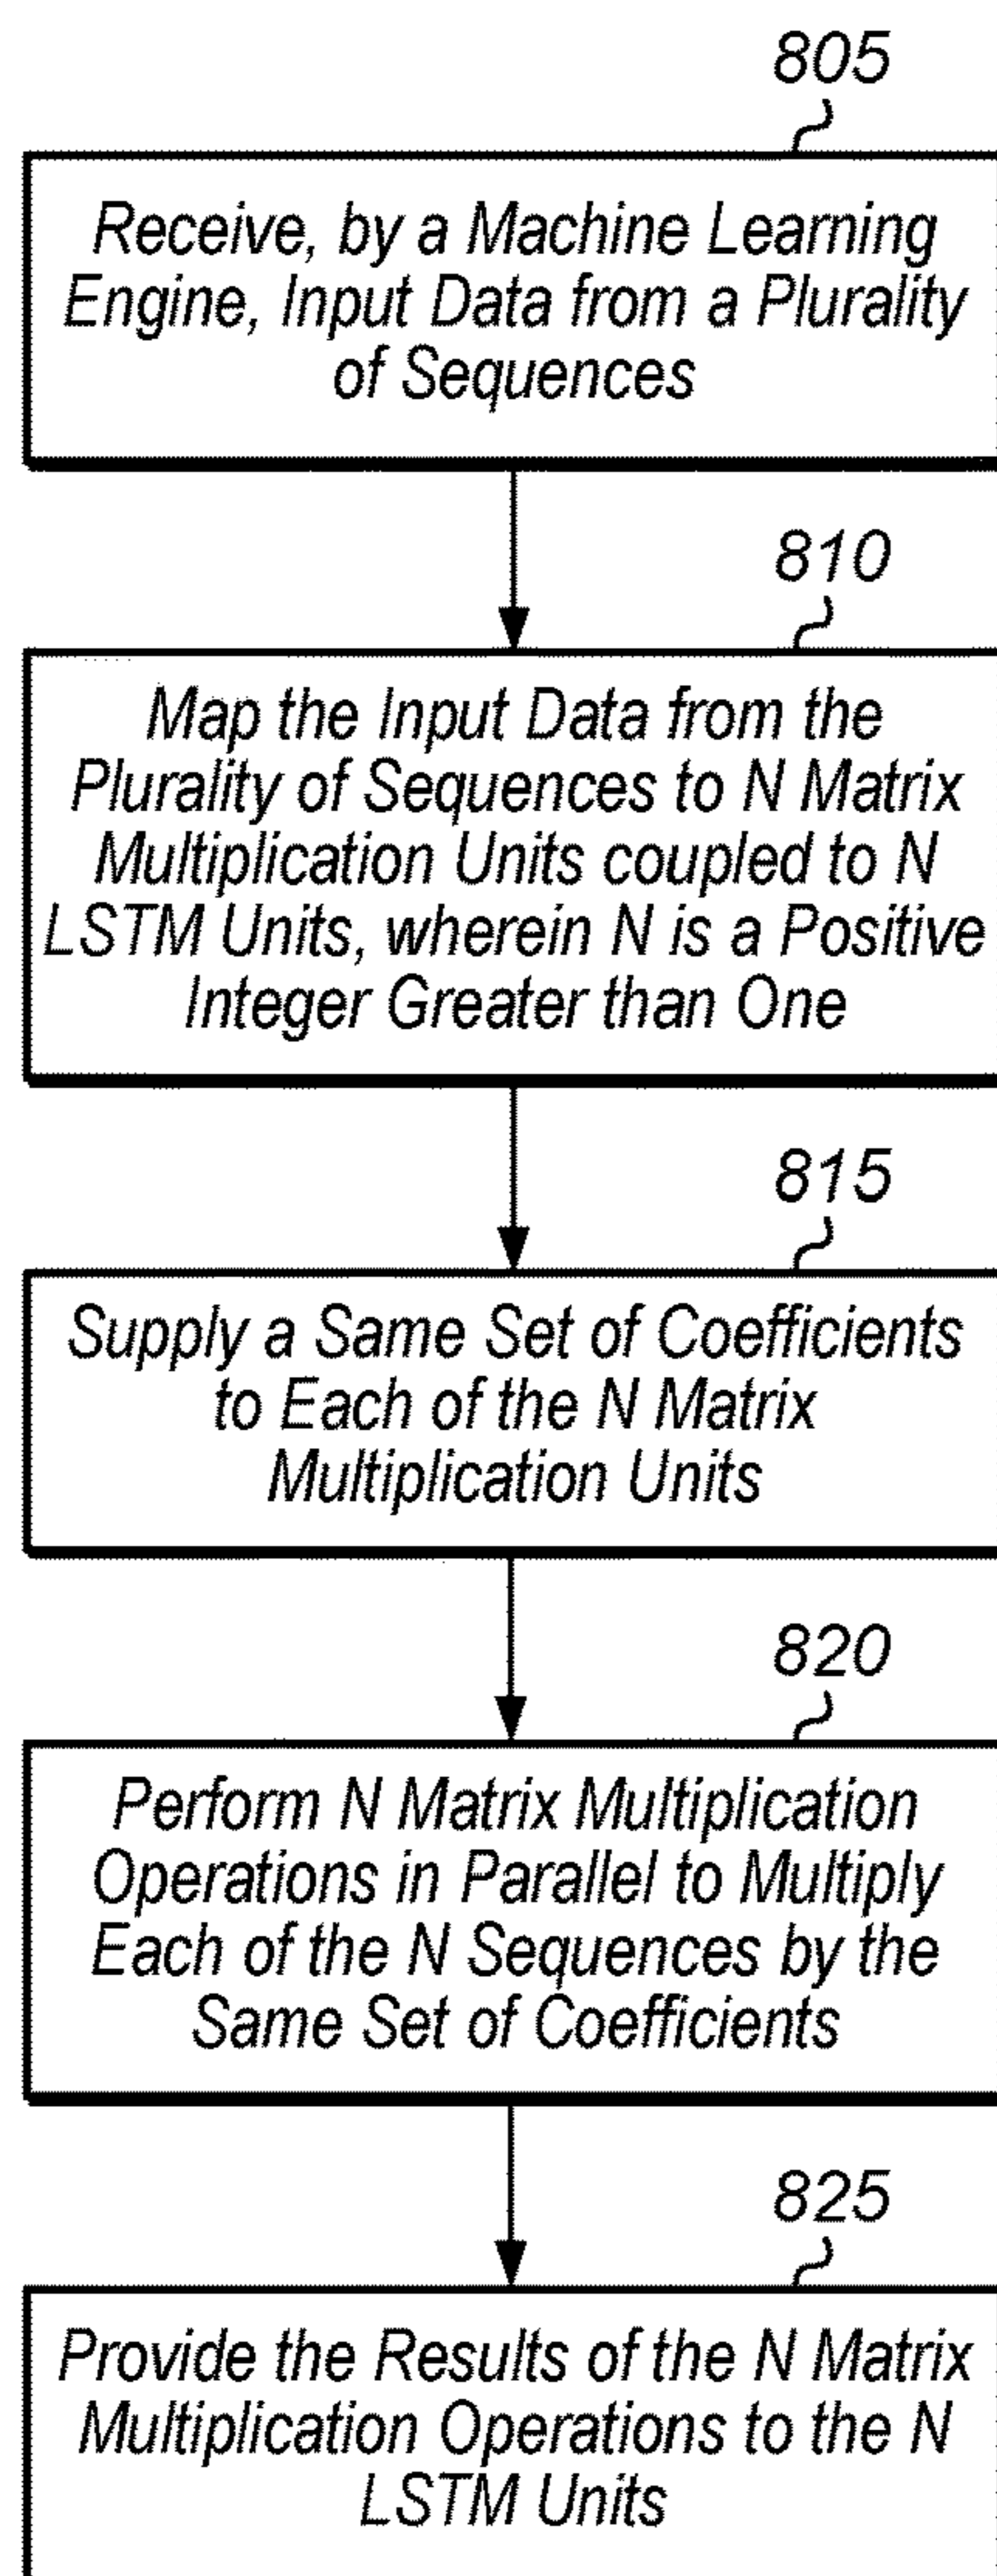 805
Receive, by a Machine Learning
Engine, Input Data from a Plurality
of Sequences
810
Map the Input Data from the
Plurality of Sequences to N Matrix
Multiplication Units coupled to N
LSTM Units, wherein N is a Positive
Integer Greater than One
815
Supply a Same Set of Coefficients
to Each of the N Matrix
Multiplication Units
820
Perform N Matrix Multiplication
Operations in Parallel to Multiply
Each of the N Sequences by the
Same Set of Coefficients
825
Provide the Results of the N Matrix
Multiplication Operations to the N
LSTM Units